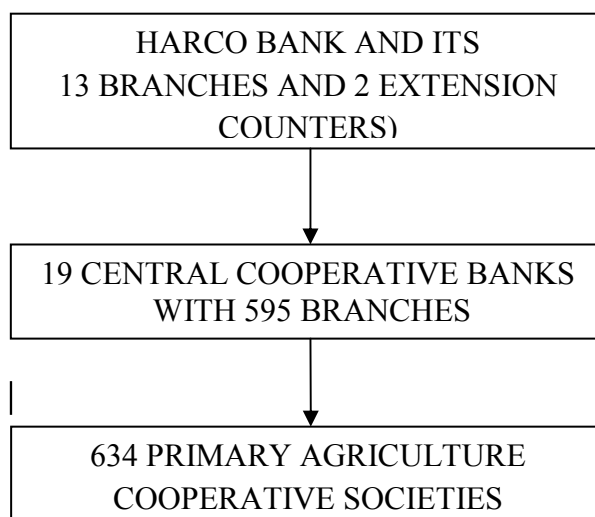 HARCO BANK AND ITS
13 BRANCHES AND 2 EXTENSION
COUNTERS)
19 CENTRAL COOPERATIVE BANKS
WITH 595 BRANCHES
634 PRIMARY AGRICULTURE
COOPERATIVE SOCIETIES